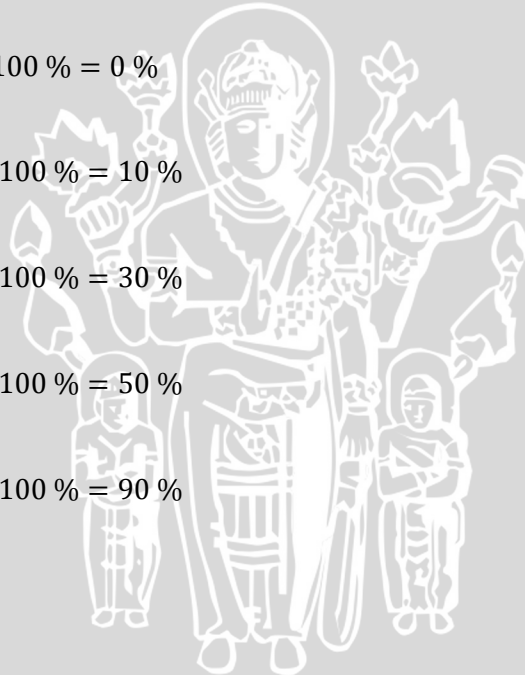 100 % = 0 %
100 % = 10 %
100 % = 30 %
100 % = 50 %
100 % = 90 %